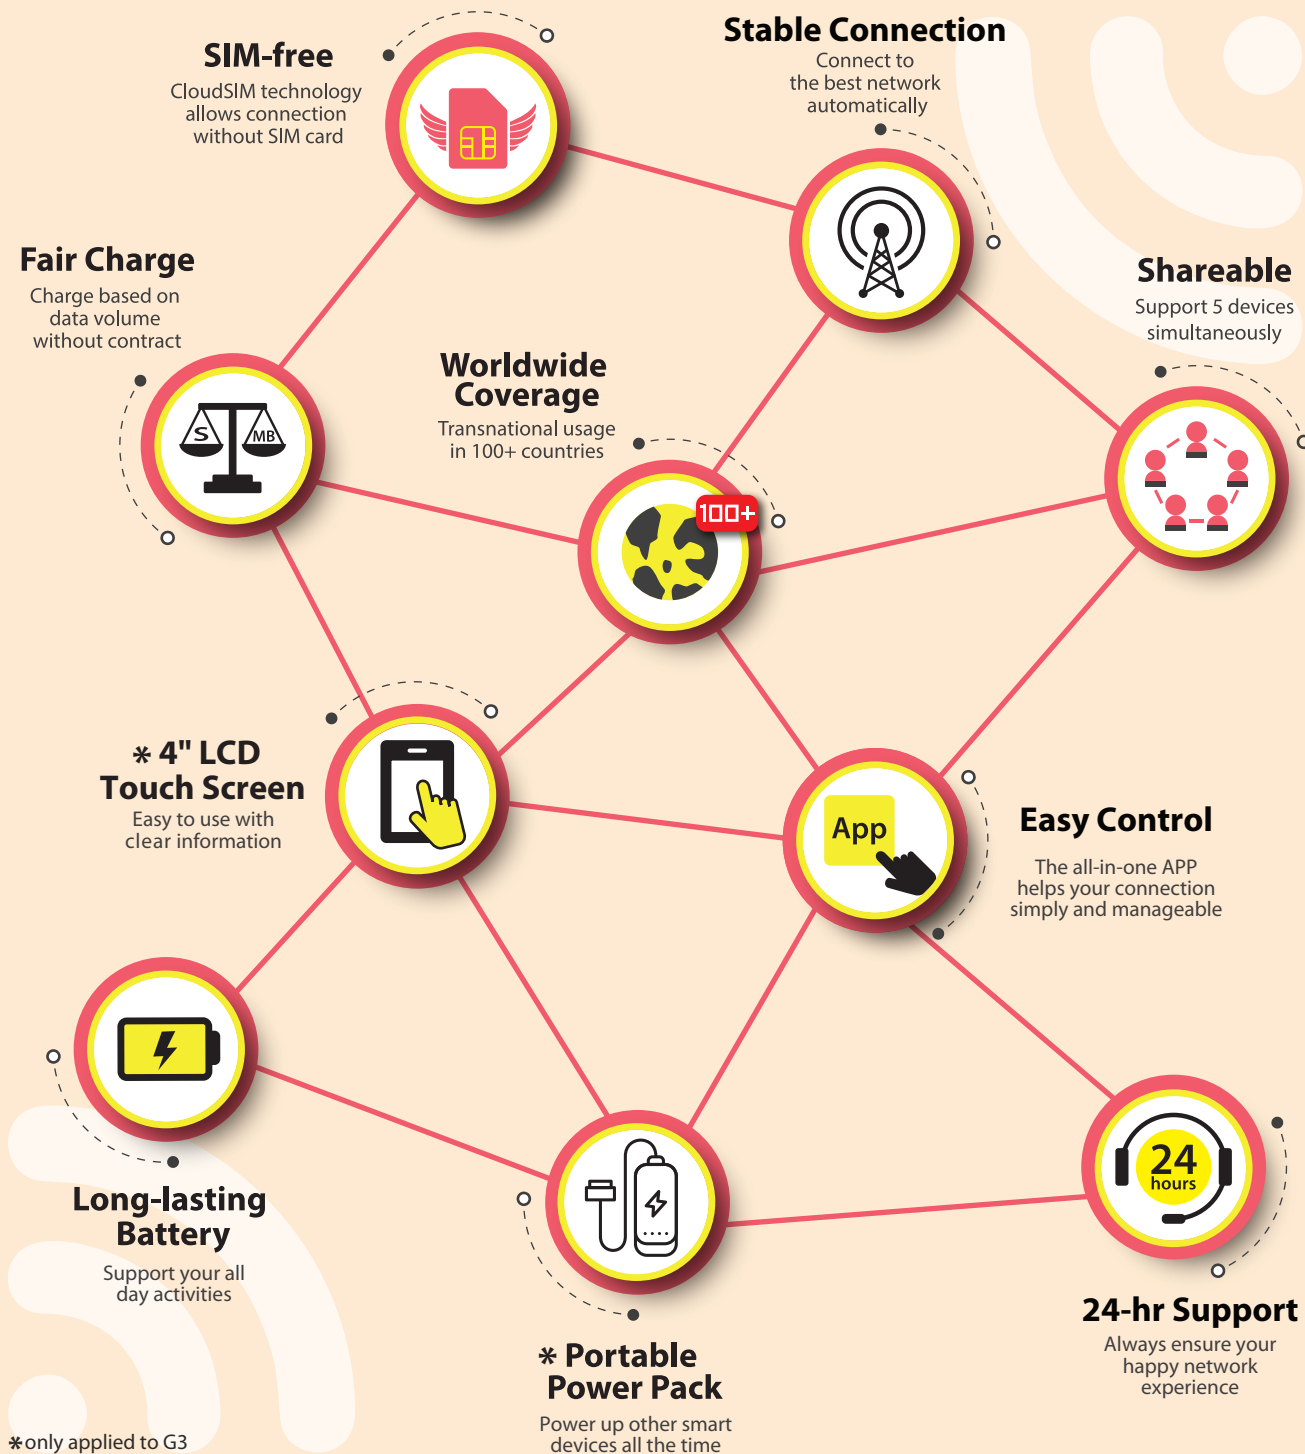 SIM-free
CloudSIM technology
allows connection
without SIM card
Stable Connection
Connect to
the best network
automatically
Fair Charge
Charge based on
data volume
without contract
S
MB
Shareable
Support 5 devices
simultaneously
Worldwide
Coverage
Transnational usage
in 100+ countries
100+
* 4" LCD
Touch Screen
Easy to use with
clear information
App
Easy Control
The all-in-one APP
helps your connection
simply and manageable
Long-lasting
Battery
Support your all
day activities
24
hours
24-hr Support
Always ensure your
happy network
experience
* Portable
Power Pack
Power up other smart
devices all the time
*only applied to G3